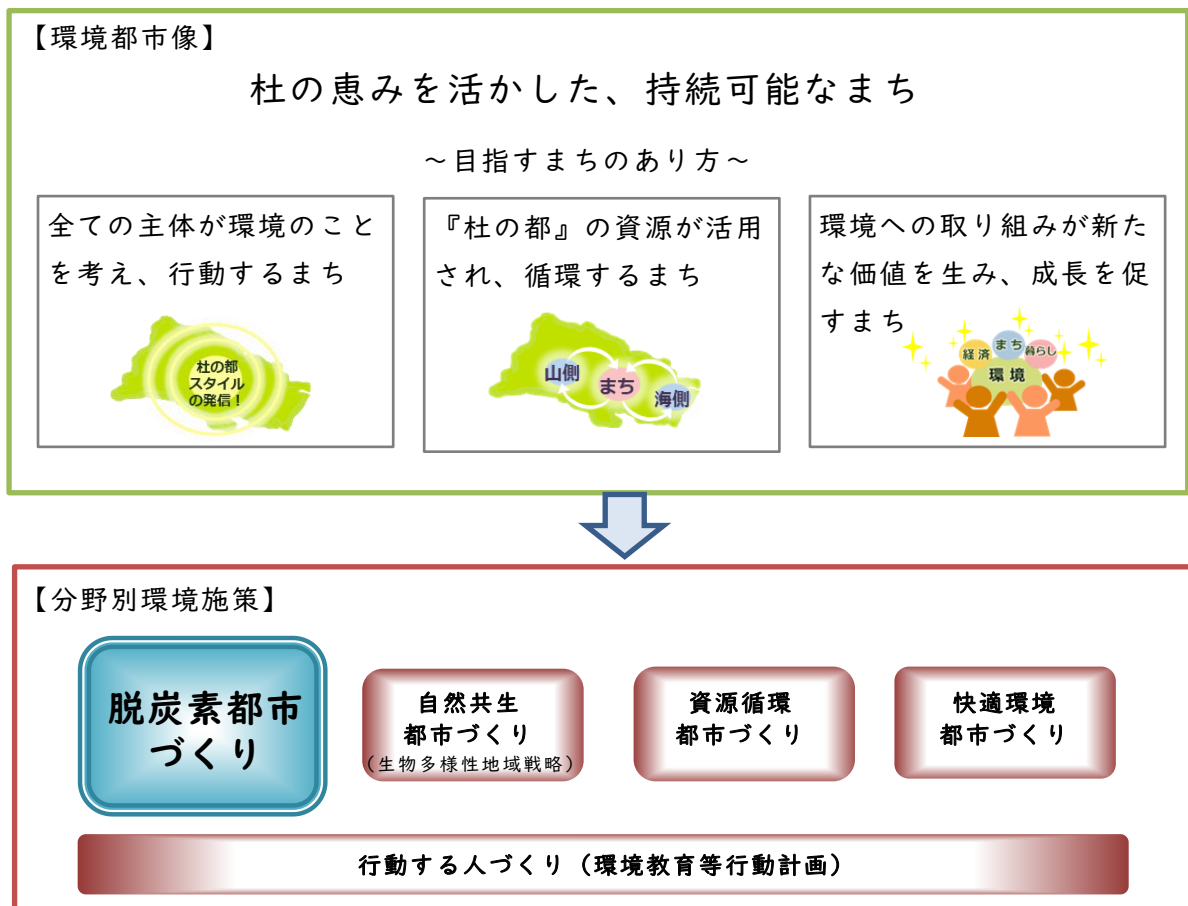 【環境都市像】
杜の恵みを活かした、持続可能なまち
～目指すまちのあり方～
全ての主体が環境のこと
を考え、行動するまち
杜の都
スタイル
の発信！
『杜の都』の資源が活用
され、循環するまち
山側
まち
海側
環境への取り組みが新た
な価値を生み、成長を促
すまち
経済
まち
暮らし
環境
【分野別環境施策】
脱炭素都市
づくり
自然共生
都市づくり
（生物多様性地域戦略）
資源循環
都市づくり
快適環境
都市づくり
行動する人づくり（環境教育等行動計画）